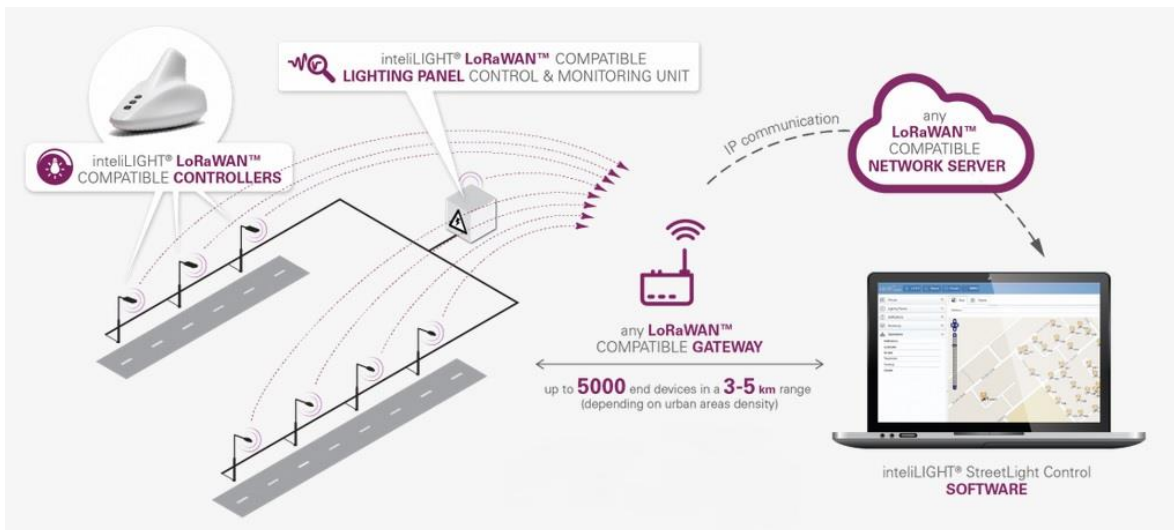 inteliLIGHT® LoRaWAN™ COMPATIBLE
LIGHTING PANEL CONTROL & MONITORING UNIT
inteliLIGHT® LoRaWAN™
COMPATIBLE CONTROLLERS
IP communication
any
LoRaWAN™
COMPATIBLE
NETWORK SERVER
any LoRaWAN™
COMPATIBLE GATEWAY
up to 5000 end devices in a 3-5 km range
(depending on urban areas density)
inteliLIGHT® StreetLight Control
SOFTWARE